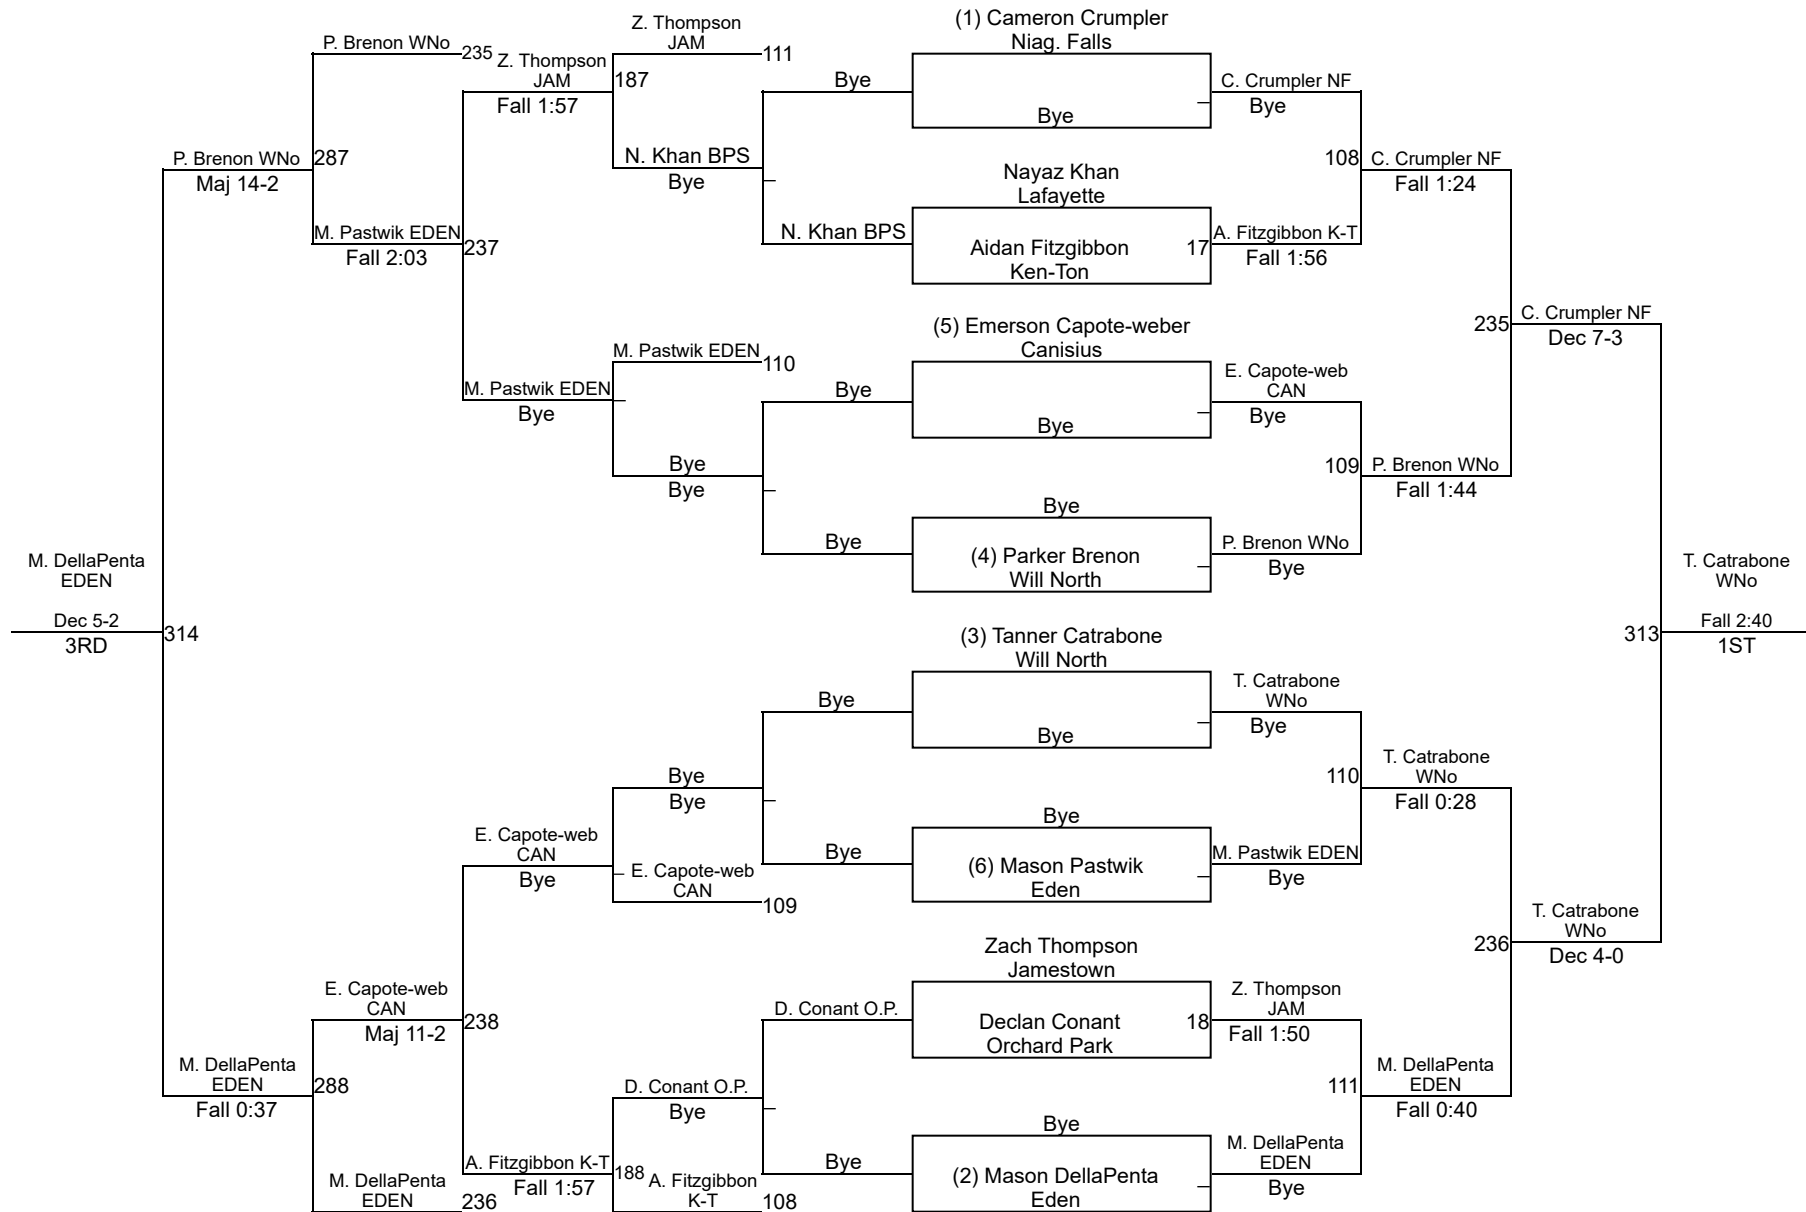 P. Brenon WNo
235
Z. Thompson
JAM
Fall 1:57
Z. Thompson
JAM
111
187
N. Khan BPS
Bye
Bye
N. Khan BPS
(1) Cameron Crumpler
Niag. Falls
Bye
C. Crumpler NF
Bye
Nayaz Khan
Lafayette
Aidan Fitzgibbon
Ken-Ton
17
A. Fitzgibbon K-T
Fall 1:56
108
C. Crumpler NF
Fall 1:24
P. Brenon WNo
Maj 14-2
287
M. Pastwik EDEN
Fall 2:03
237
M. Pastwik EDEN
Bye
M. Pastwik EDEN
110
Bye
Bye
Bye
Bye
(5) Emerson Capote-weber
Canisius
Bye
E. Capote-web
CAN
Bye
Bye
(4) Parker Brenon
Will North
P. Brenon WNo
Bye
109
P. Brenon WNo
Fall 1:44
235
C. Crumpler NF
Dec 7-3
M. DellaPenta
EDEN
Dec 5-2
3RD
314
313
T. Catrabone
WNo
Fall 2:40
1ST
(3) Tanner Catrabone
Will North
Bye
Bye
T. Catrabone
WNo
Bye
Bye
Bye
Bye
Bye
(6) Mason Pastwik
Eden
M. Pastwik EDEN
Bye
110
T. Catrabone
WNo
Fall 0:28
E. Capote-web
CAN
Bye
E. Capote-web
CAN
109
236
T. Catrabone
WNo
Dec 4-0
E. Capote-web
CAN
Maj 11-2
238
D. Conant O.P.
Zach Thompson
Jamestown
Declan Conant
Orchard Park
18
Z. Thompson
JAM
Fall 1:50
M. DellaPenta
EDEN
Fall 0:37
288
D. Conant O.P.
Bye
111
M. DellaPenta
EDEN
Fall 0:40
M. DellaPenta
EDEN
236
A. Fitzgibbon K-T
Fall 1:57
188
A. Fitzgibbon
K-T
108
Bye
Bye
(2) Mason DellaPenta
Eden
M. DellaPenta
EDEN
Bye